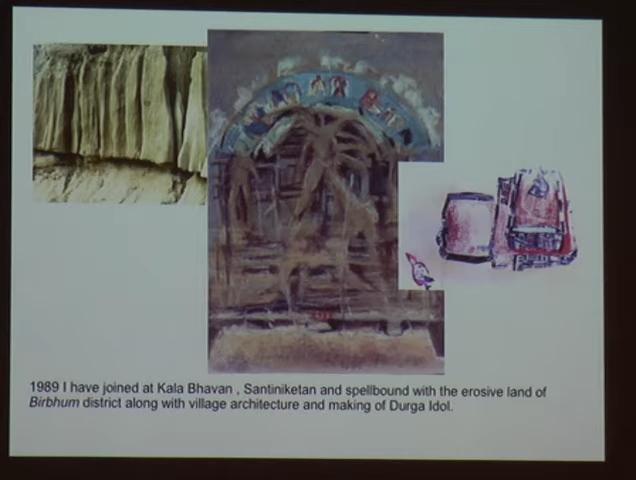 1989 I have joined at Kala Bhavan , Santiniketan and spellbound with the erosive land of
Birbhum district along with village architecture and making of Durga Idol.